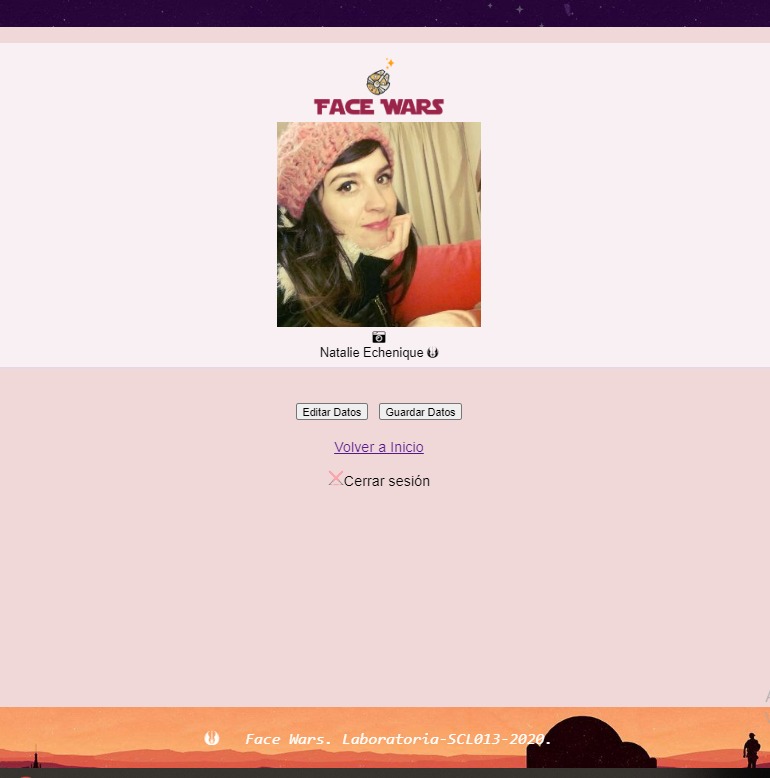 FACE WARS
Natalie Echenique
Editar Datos Guardar Datos
Volver a Inicio
Cerrar sesión
Face Wars. Laboratoria-SCL013-2020.